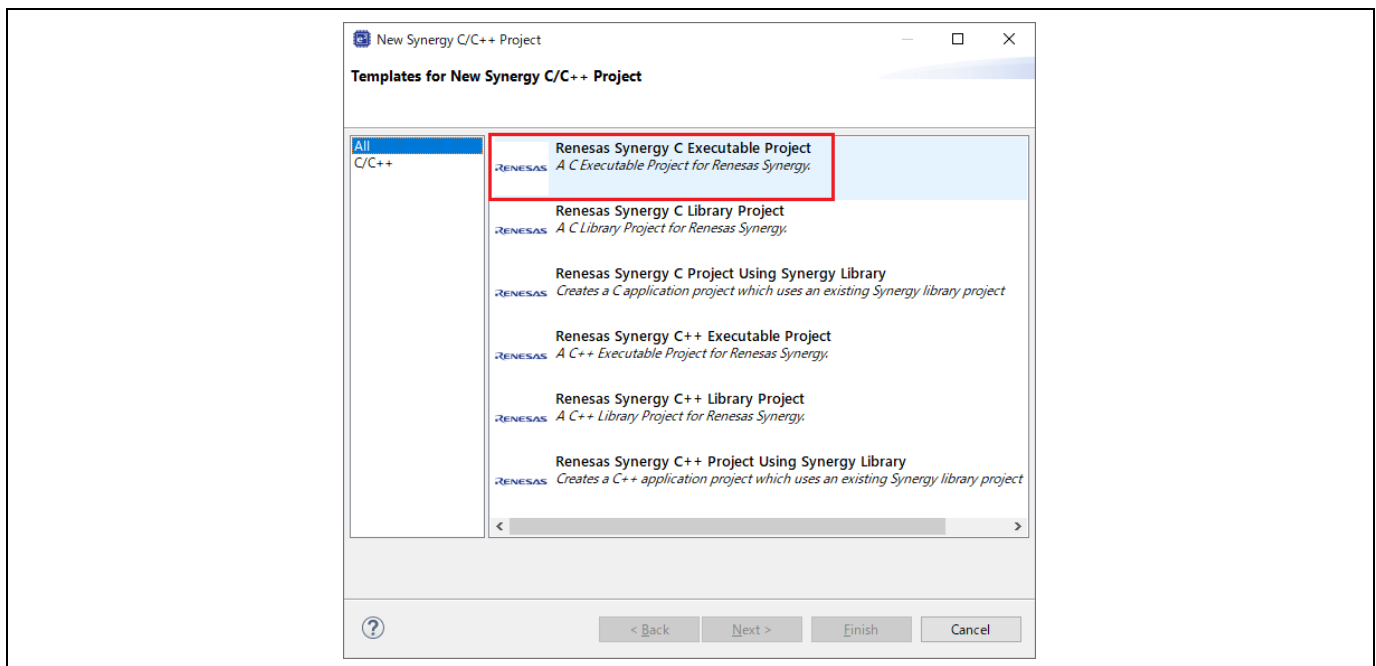 New Synergy C/C++ Project
Templates for New Synergy C/C++ Project
All
C/C++
Renesas Synergy C Executable Project
RENESAS A C Executable Project for Renesas Synergy.
Renesas Synergy C Library Project
RENESAS A C Library Project for Renesas Synergy.
Renesas Synergy C Project Using Synergy Library
RENESAS Creates a C application project which uses an existing Synergy library project
Renesas Synergy C++ Executable Project
RENESAS A C++ Executable Project for Renesas Synergy.
Renesas Synergy C++ Library Project
RENESAS A C++ Library Project for Renesas Synergy.
Renesas Synergy C++ Project Using Synergy Library
RENESAS Creates a C++ application project which uses an existing Synergy library project
? < Back Next > Finish Cancel